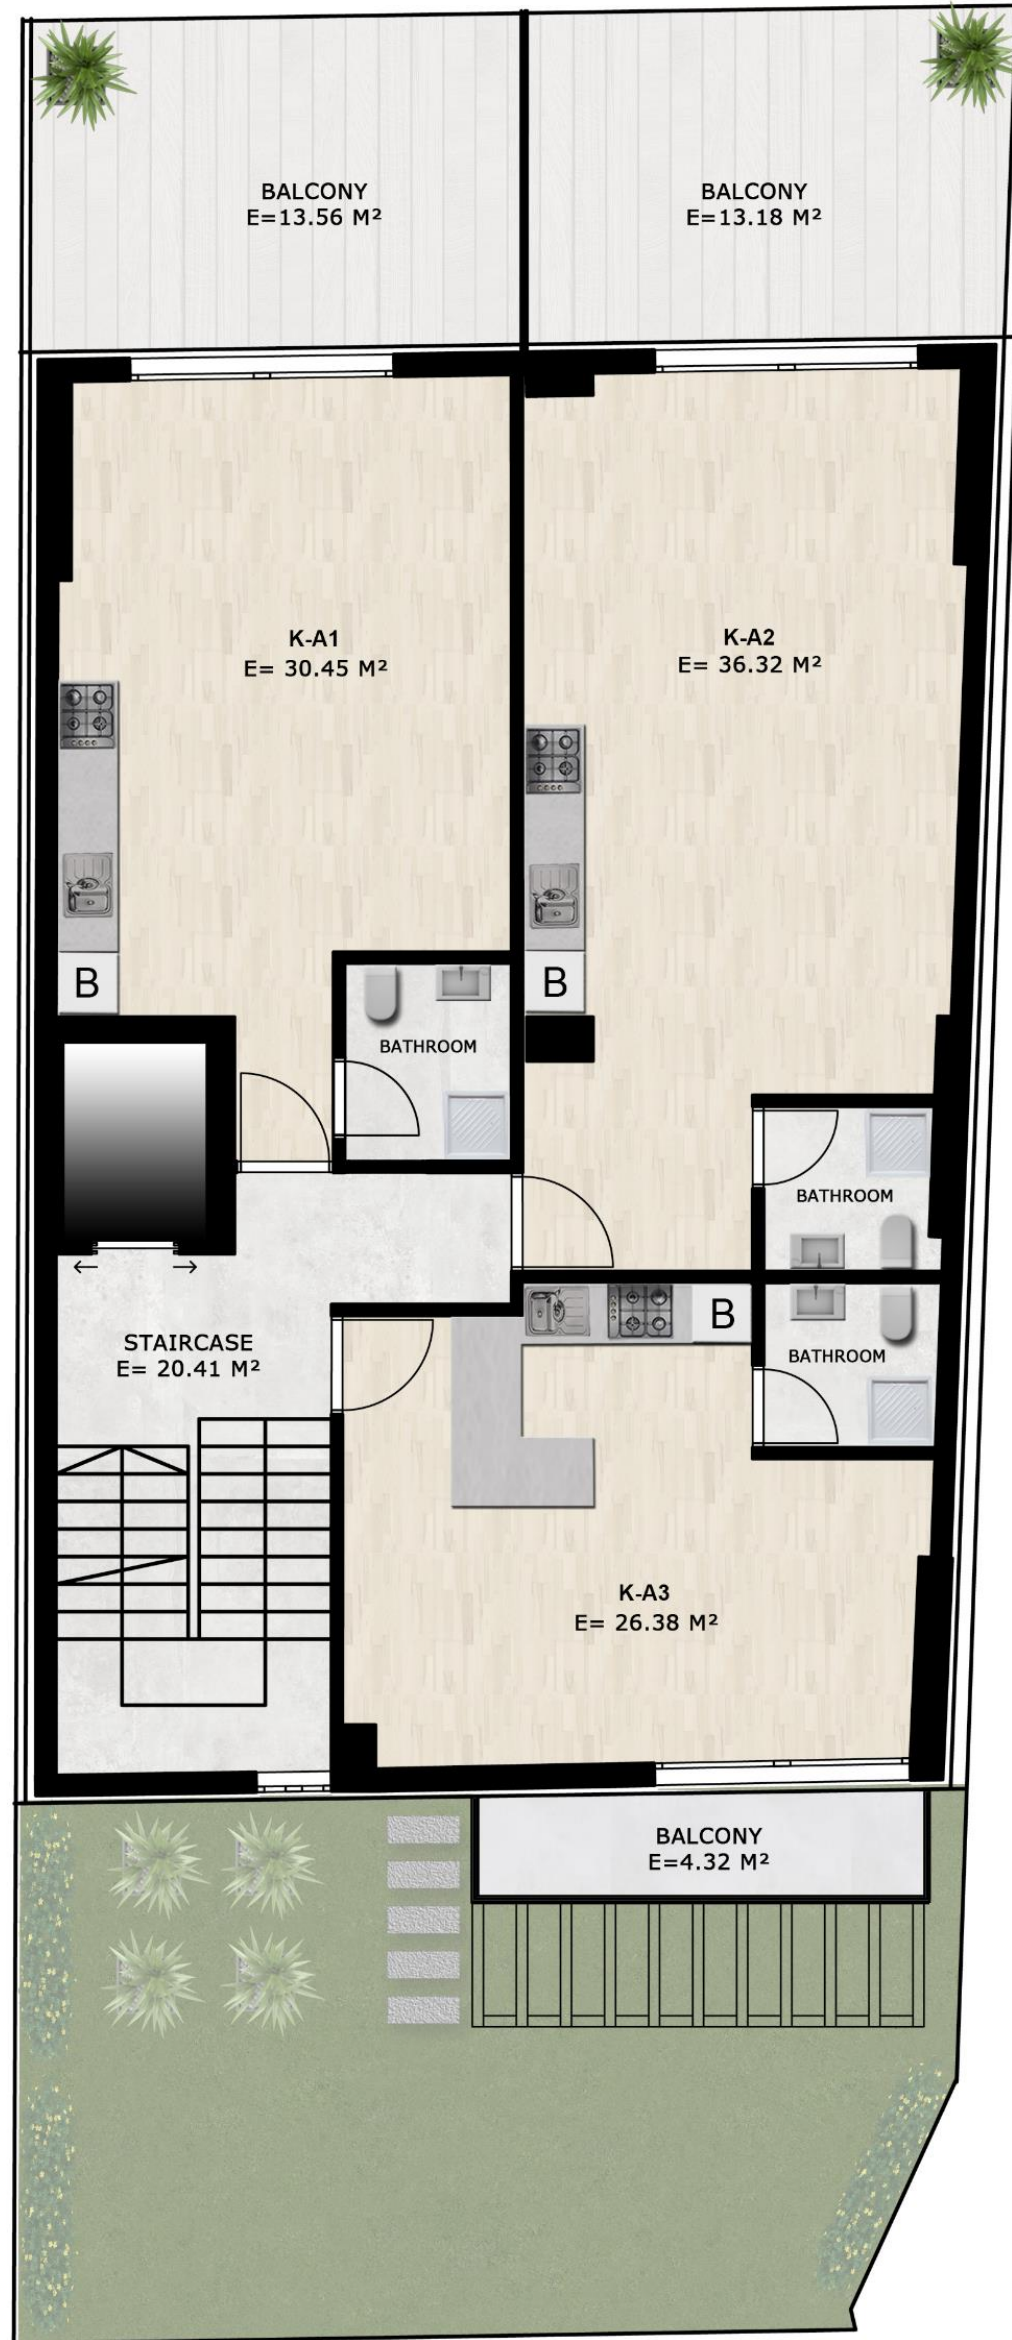 BALCONY
E=13.56 M²
BALCONY
E=13.18 M²
K-A1
E= 30.45 M²
K-A2
E= 36.32 M²
B
B
BATHROOM
BATHROOM
B
STAIRCASE
E= 20.41 M²
BATHROOM
K-A3
E= 26.38 M²
BALCONY
E=4.32 M²